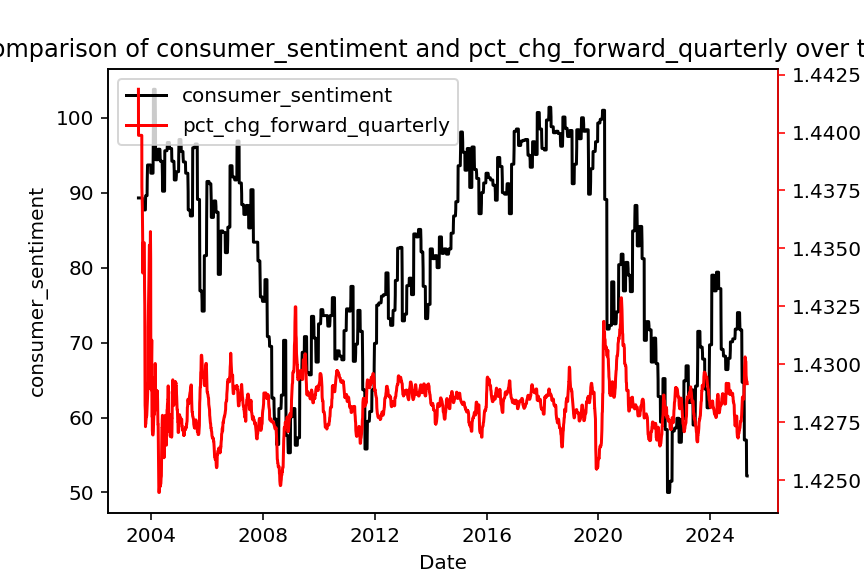 omparison of consumer_sentiment and pct_chg_forward_quarterly over t
consumer_sentiment
pct_chg_forward_quarterly
100
90
80
70
60
50
consumer_sentiment
1.4425
1.4400
1.4375
1.4350
1.4325
1.4300
1.4275
1.4250
2004 2008 2012 2016 2020 2024
Date